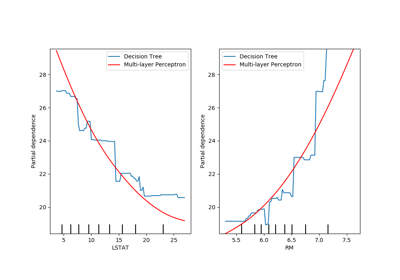 Decision Tree
Multi-layer Perceptron
Partial dependence
28
26
24
22
20
5
10
15
20
25
LSTAT
Decision Tree
Multi-layer Perceptron
Partial dependence
28
26
24
22
20
5.5
6.0
6.5
7.0
7.5
RM